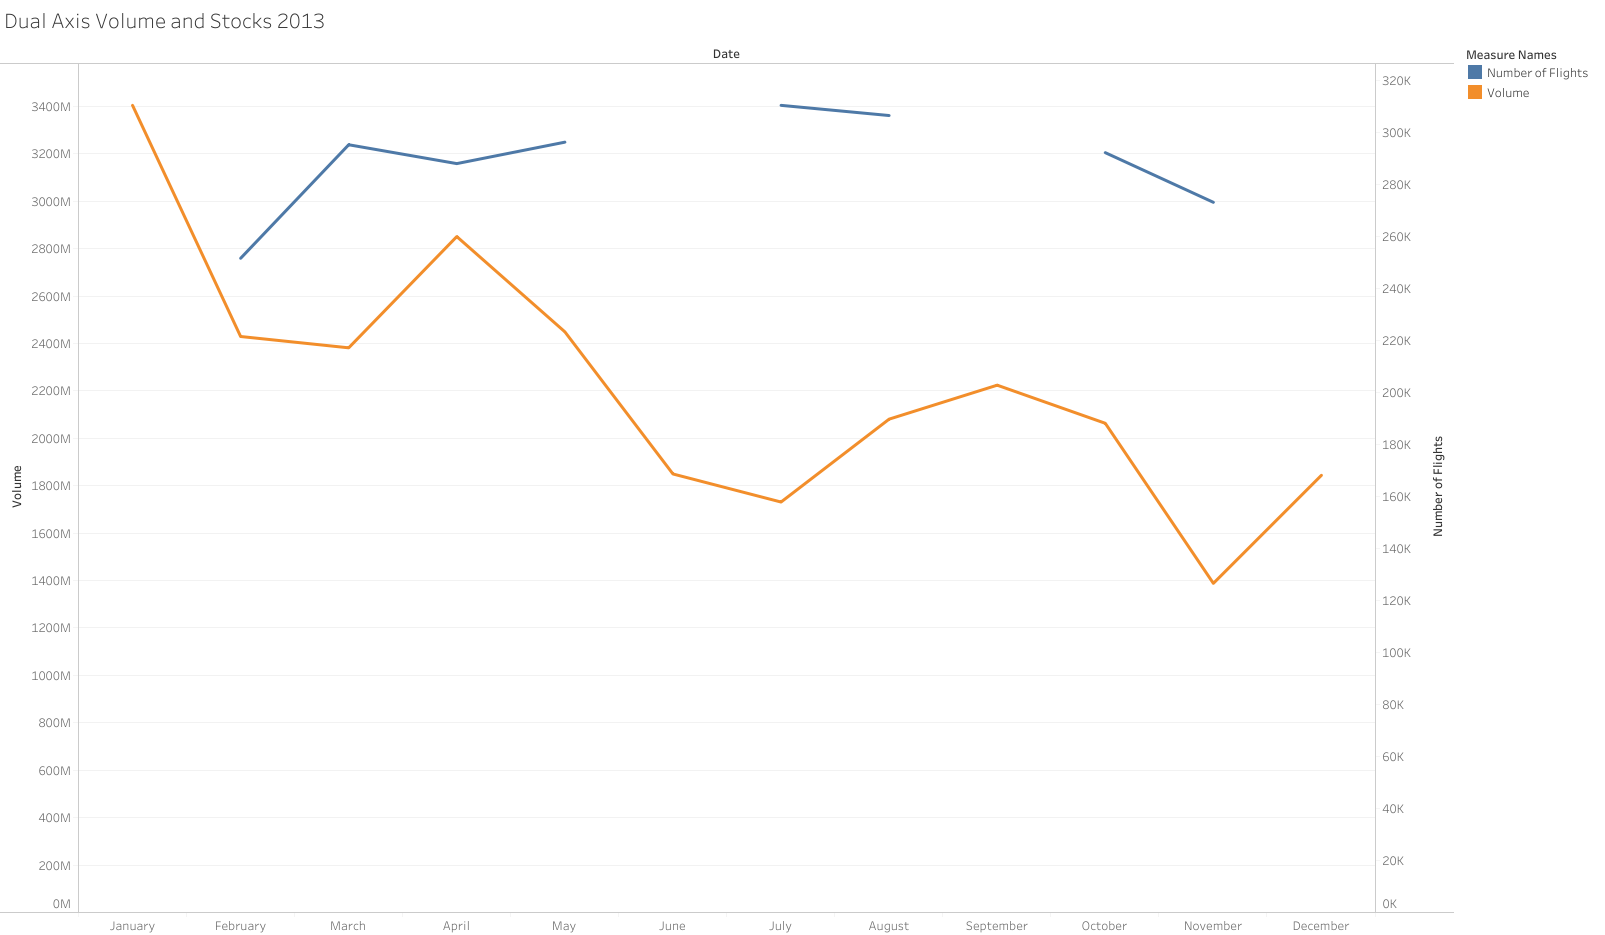 Dual Axis Volume and Stocks 2013
Date
Measure Names
Number of Flights
Volume
3400M
3200M
3000M
2800M
2600M
2400M
2200M
2000M
1800M
1600M
1400M
1200M
1000M
800M
600M
400M
200M
0M
Volume
320K
300K
280K
260K
240K
220K
200K
180K
160K
140K
120K
100K
80K
60K
40K
20K
0K
Number of Flights
January February March April May June July August September October November December